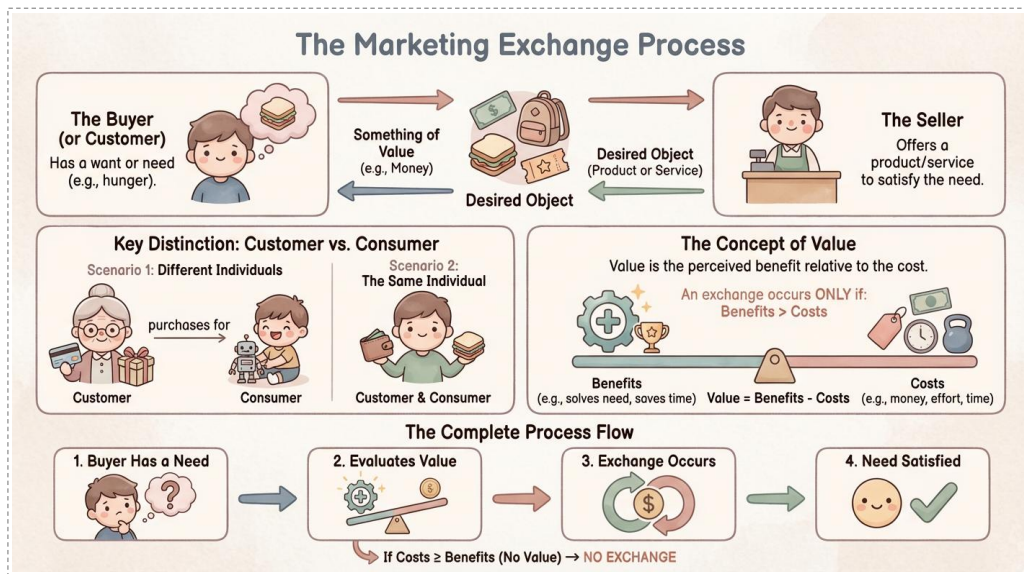 The Marketing Exchange Process
The Buyer
(or Customer)
Has a want or need
(e.g., hunger).
Something of
Value
(e.g., Money)
$
Desired Object
Desired Object
(Product or Service)
The Seller
Offers a
product/service
to satisfy the need.
Key Distinction: Customer vs. Consumer
Scenario 1: Different Individuals
purchases for
Customer
Consumer
Scenario 2:
The Same Individual
Customer & Consumer
The Concept of Value
Value is the perceived benefit relative to the cost.
An exchange occurs ONLY if:
Benefits > Costs
$
Benefits
(e.g., solves need, saves time)
Value = Benefits - Costs
Costs
(e.g., money, effort, time)
The Complete Process Flow
1. Buyer Has a Need
?
2. Evaluates Value
$
3. Exchange Occurs
$
4. Need Satisfied
If Costs ≥ Benefits (No Value) → NO EXCHANGE